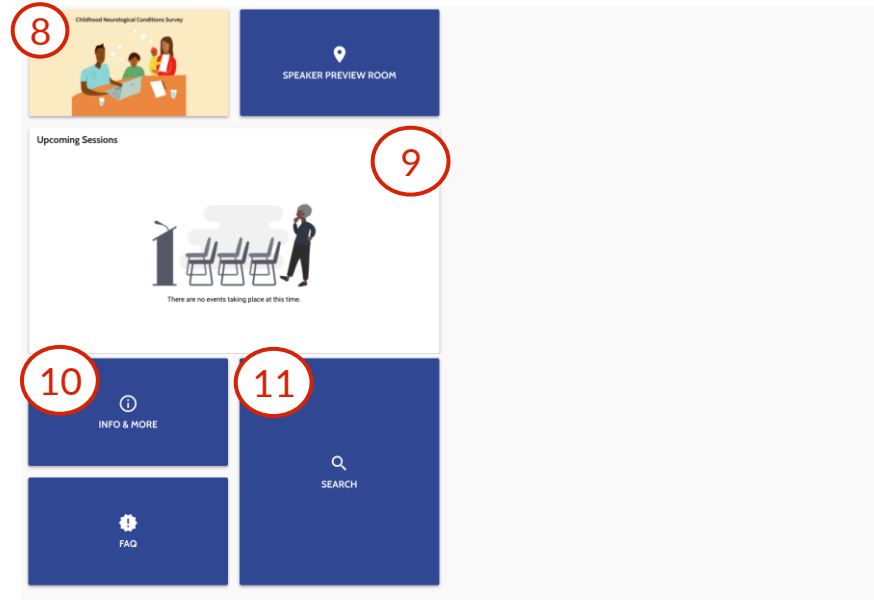 8
Childhood Neurological Conditions Survey
SPEAKER PREVIEW ROOM
Upcoming Sessions
9
There are no events taking place at this time.
10
11
INFO & MORE
SEARCH
FAQ